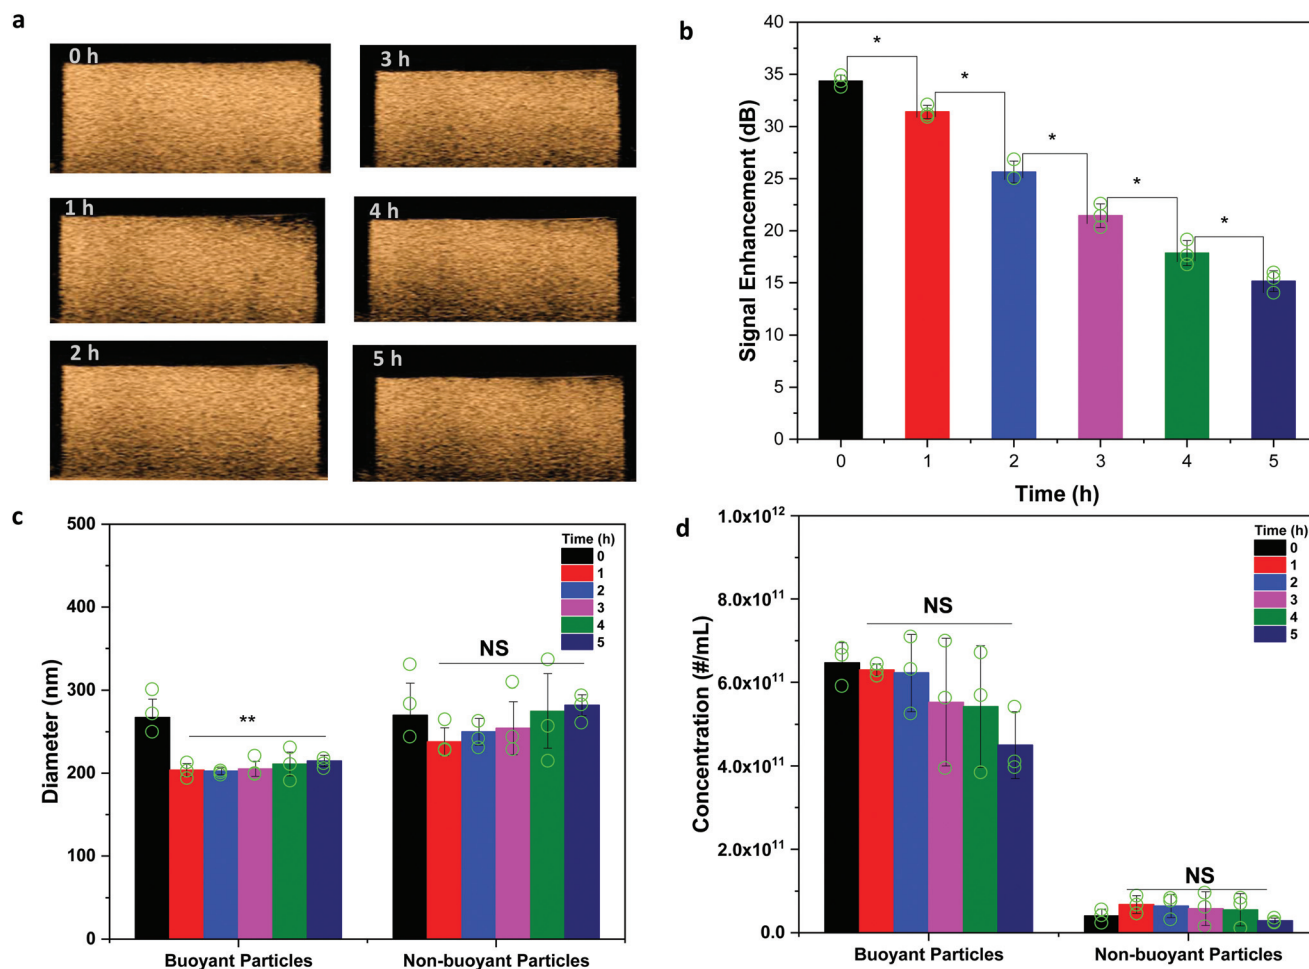 a
0 h
3 h
1 h
4 h
2 h
5 h
b
40
35
30
25
20
15
10
5
0
Signal Enhancement (dB)
*
*
*
*
*
0 1 2 3 4 5
Time (h)
c
500
400
300
200
100
0
Diameter (nm)
Time (h)
0
1
2
3
4
5
**
NS
Buoyant Particles Non-buoyant Particles
d
1.0x10¹²
8.0x10¹¹
6.0x10¹¹
4.0x10¹¹
2.0x10¹¹
0.0
Concentration (#/mL)
Time (h)
0
1
2
3
4
5
NS
NS
Buoyant Particles Non-buoyant Particles